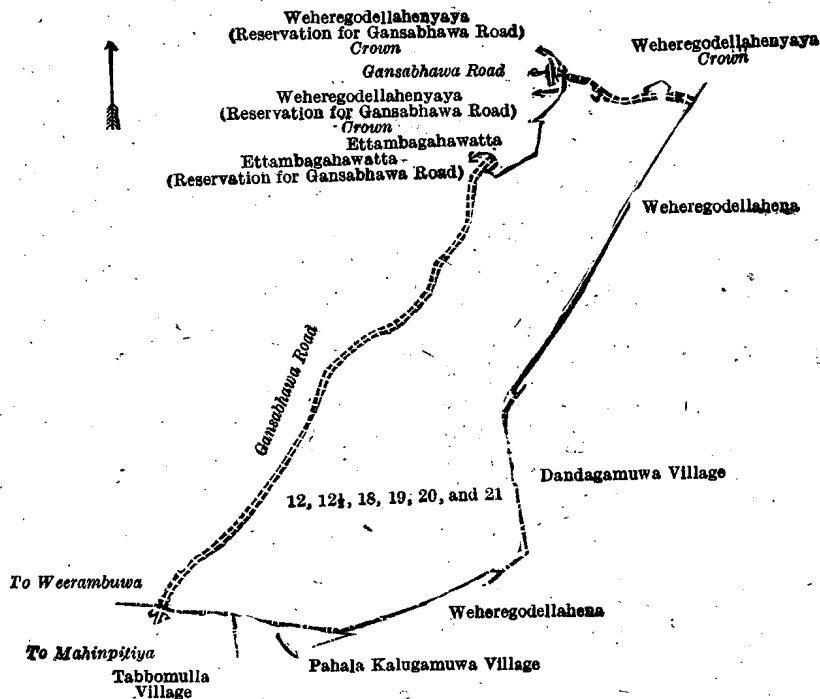 Weheregodellahenyaya
(Reservation for Gansabhawa Road)
Crown
Weheregodellahenyaya
Crown
Gansabhawa Road
Weheregodellahenyaya
(Reservation for Gansabhawa Road)
Crown
Ettambagahawatta
Ettambagahawatta
(Reservation for Gansabhawa Road)
Weheregodellahena
Gansabhawa Road
Dandagamuwa Village
12, 12½, 18, 19, 20, and 21
To Weerambuwa
Weheregodellahena
To Mahinpitiya
Pahala Kalugamuwa Village
Tabbomulla
Village